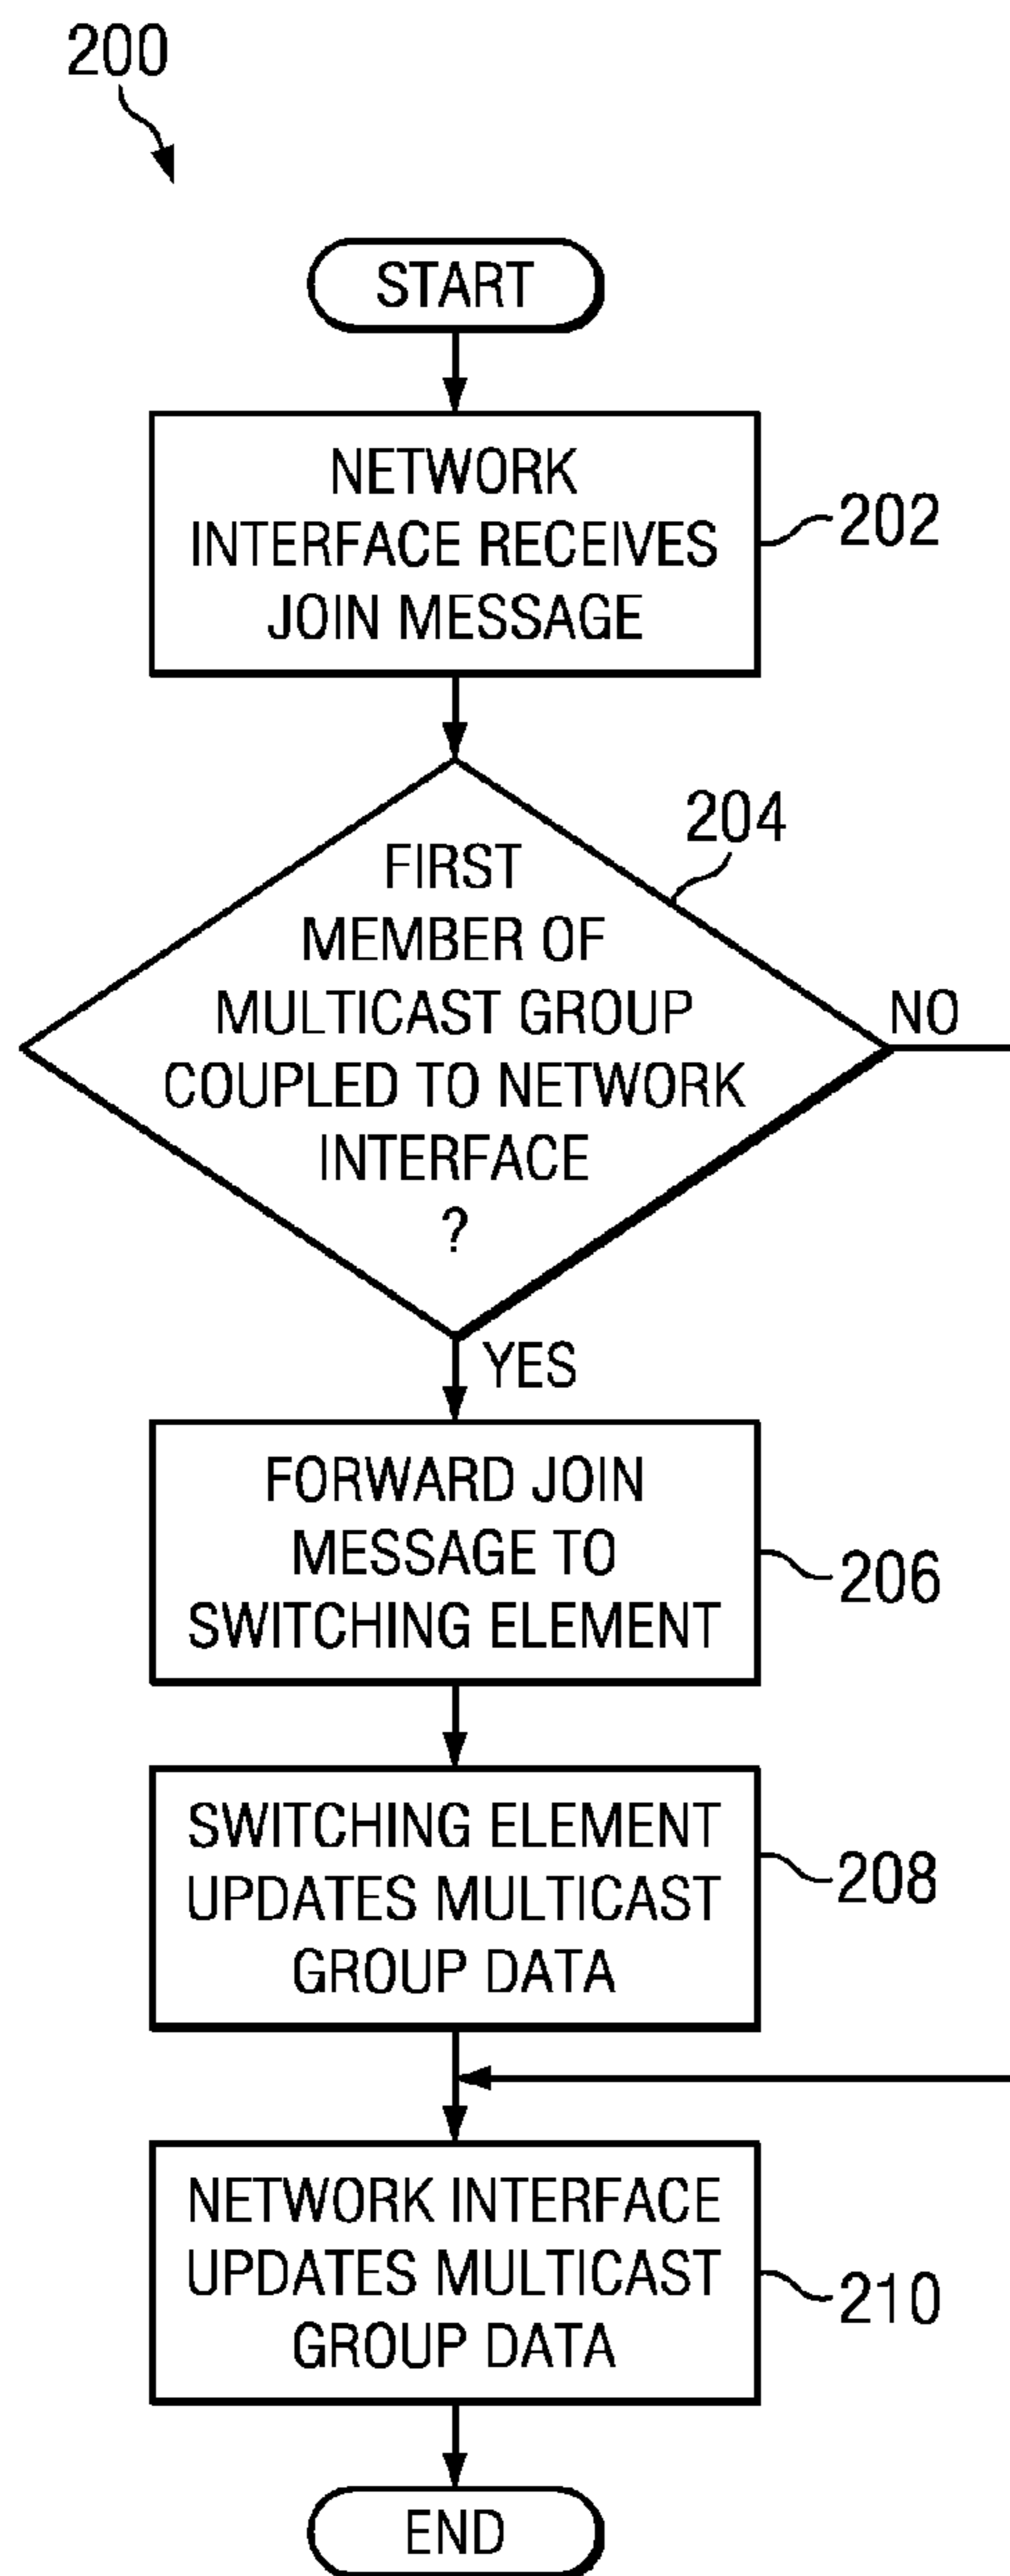 200
START
NETWORK
INTERFACE RECEIVES
JOIN MESSAGE
202
204
FIRST
MEMBER OF
MULTICAST GROUP
COUPLED TO NETWORK
INTERFACE
?
NO
YES
FORWARD JOIN
MESSAGE TO
SWITCHING ELEMENT
206
SWITCHING ELEMENT
UPDATES MULTICAST
GROUP DATA
208
NETWORK INTERFACE
UPDATES MULTICAST
GROUP DATA
210
END